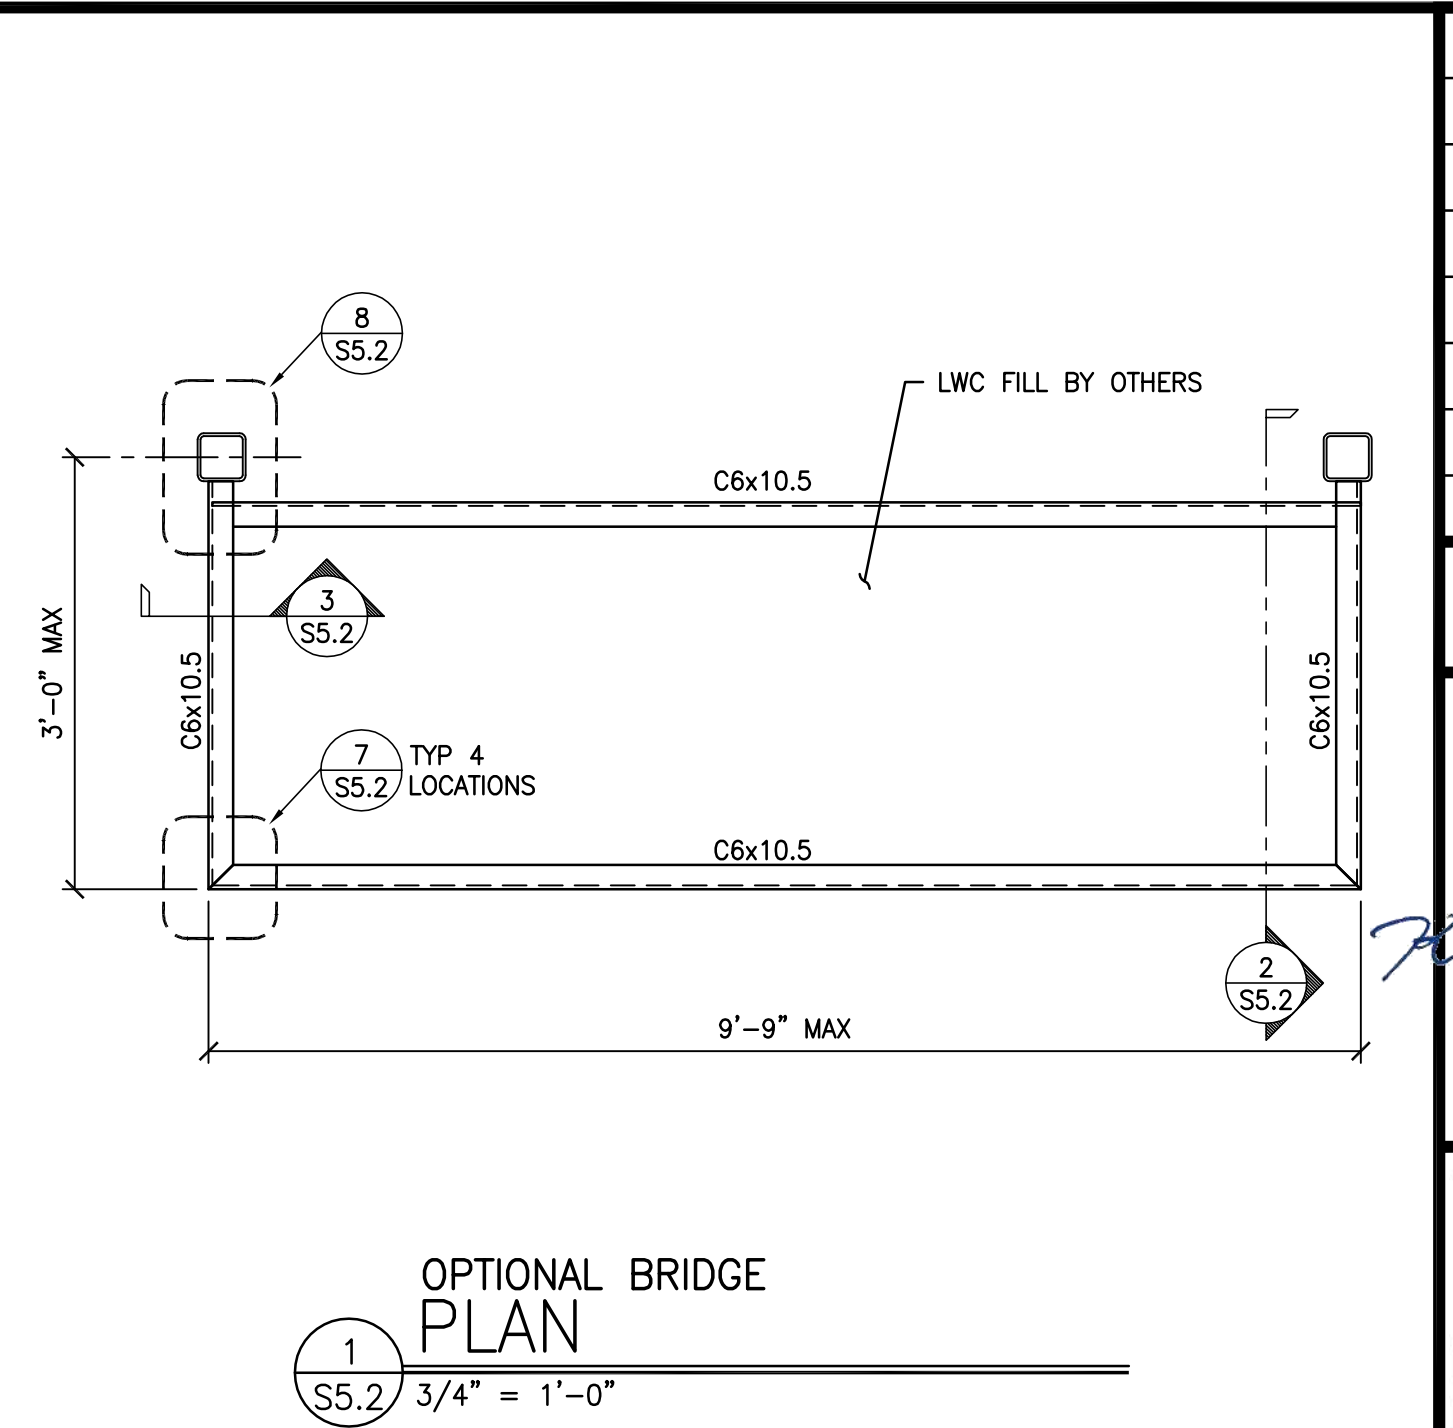 8
S5.2
LWC FILL BY OTHERS
C6x10.5
3
S5.2
3'-0" MAX
C6x10.5
C6x10.5
7
S5.2
TYP 4
LOCATIONS
C6x10.5
2
S5.2
9'-9" MAX
OPTIONAL BRIDGE
PLAN
1
S5.2
3/4" = 1'-0"